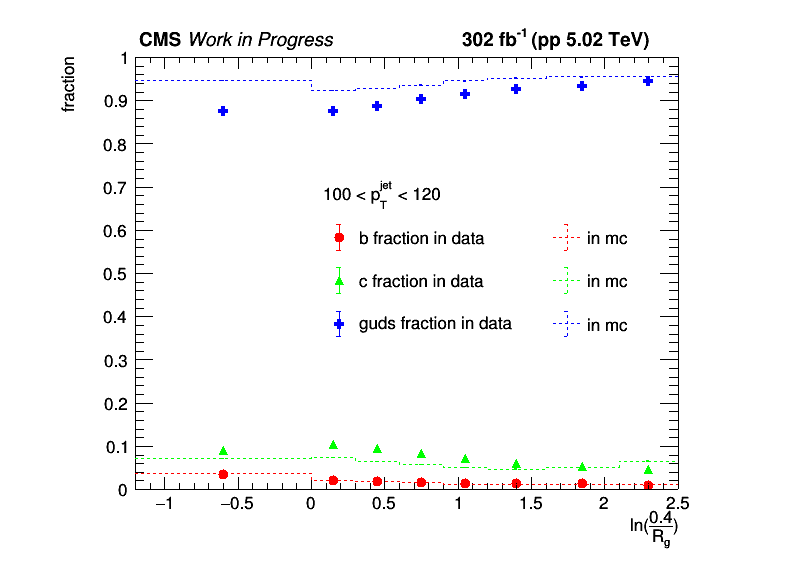 CMS Work in Progress 302 fb-1 (pp 5.02 TeV)
fraction
1
0.9
0.8
0.7
0.6
0.5
0.4
0.3
0.2
0.1
0
100 < p_T^jet < 120
b fraction in data in mc
c fraction in data in mc
guds fraction in data in mc
−1 −0.5 0 0.5 1 1.5 2 2.5
ln(0.4/R_g)